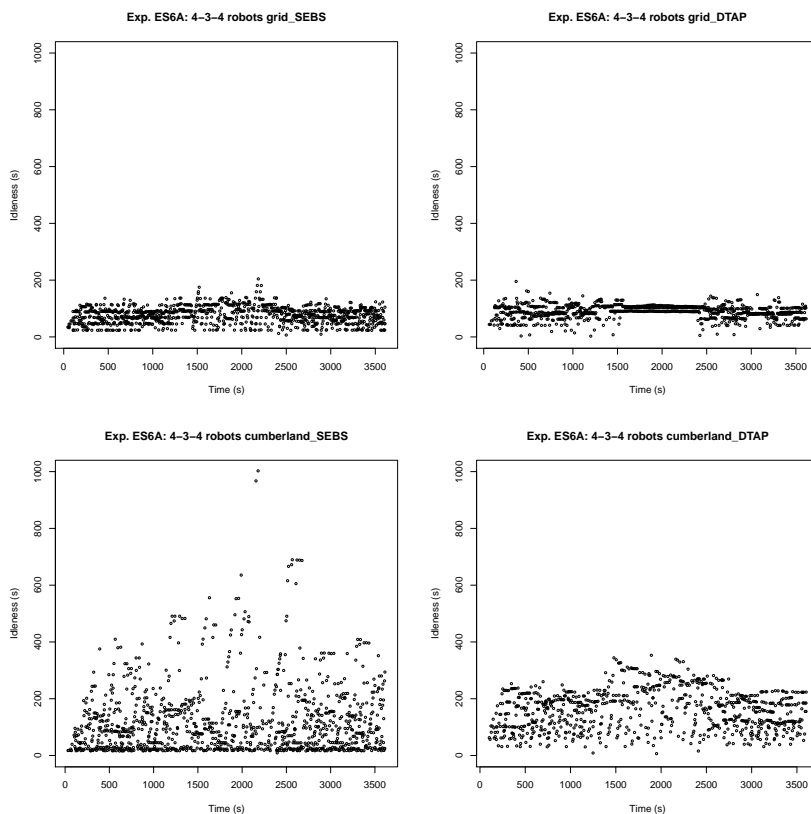 Exp. ES6A: 4−3−4 robots grid_SEBS
Idleness (s)
1000
800
600
400
200
0
0 500 1000 1500 2000 2500 3000 3500
Time (s)
Exp. ES6A: 4−3−4 robots grid_DTAP
Idleness (s)
1000
800
600
400
200
0
0 500 1000 1500 2000 2500 3000 3500
Time (s)
Exp. ES6A: 4−3−4 robots cumberland_SEBS
Idleness (s)
1000
800
600
400
200
0
0 500 1000 1500 2000 2500 3000 3500
Time (s)
Exp. ES6A: 4−3−4 robots cumberland_DTAP
Idleness (s)
1000
800
600
400
200
0
0 500 1000 1500 2000 2500 3000 3500
Time (s)